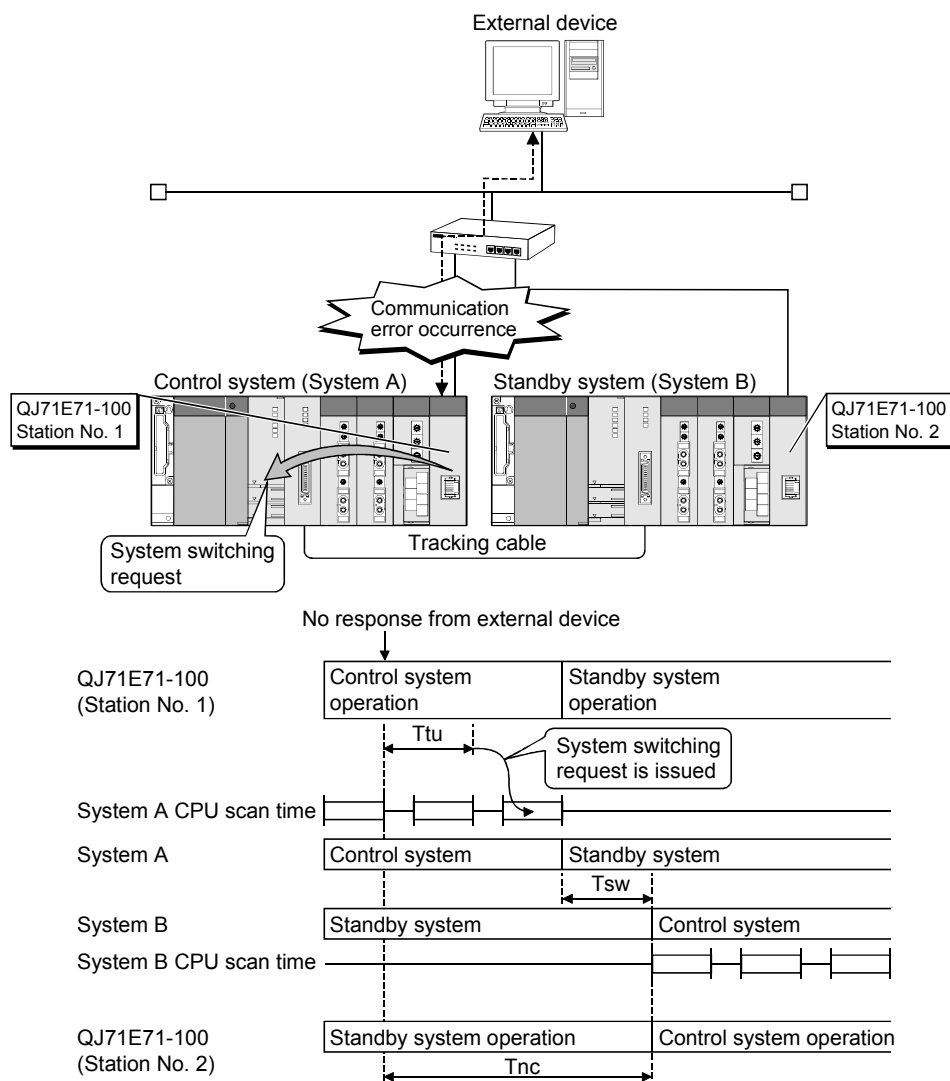 External device
Communication
error occurrence
Control system (System A)
Standby system (System B)
QJ71E71-100
Station No. 1
QJ71E71-100
Station No. 2
System switching
request
Tracking cable
No response from external device
QJ71E71-100
(Station No. 1)
Control system
operation
Standby system
operation
Ttu
System switching
request is issued
System A CPU scan time
System A
Control system
Standby system
Tsw
System B
Standby system
Control system
System B CPU scan time
QJ71E71-100
(Station No. 2)
Standby system operation
Control system operation
Tnc